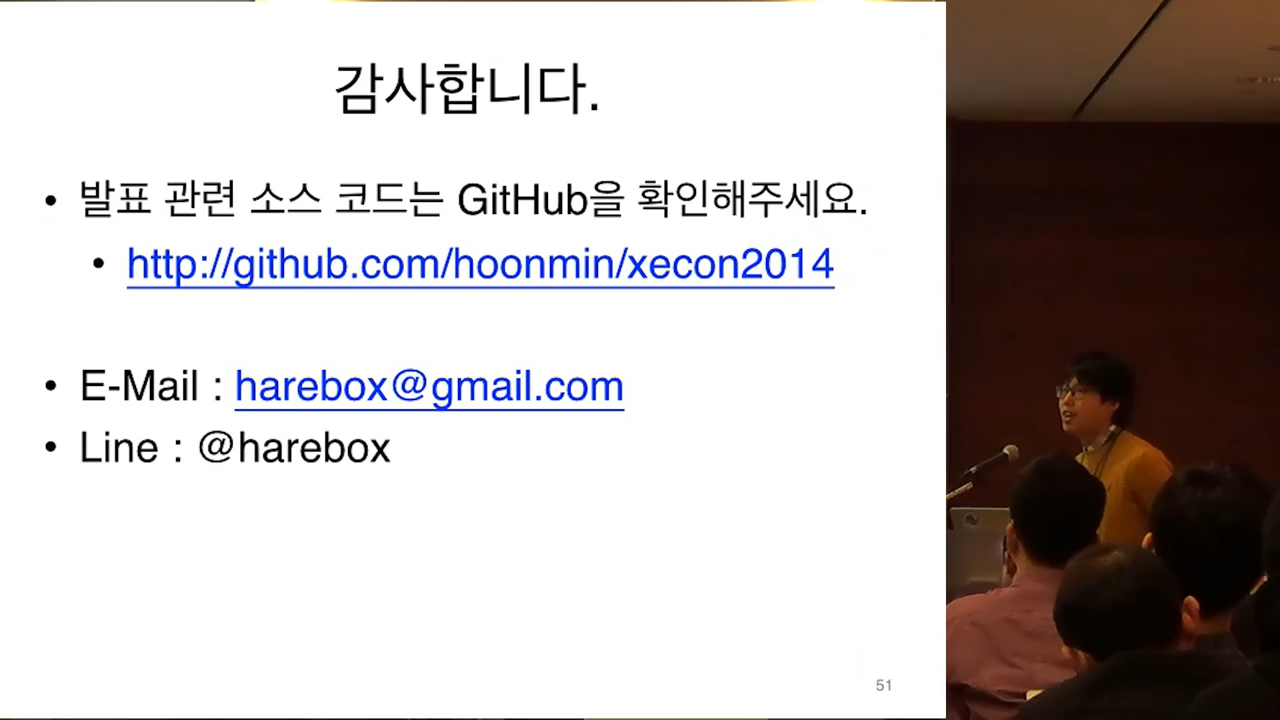 감사합니다.
• 발표 관련 소스 코드는 GitHub을 확인해주세요.
• http://github.com/hoonmin/xecon2014
• E-Mail : harebox@gmail.com
• Line : @harebox
51